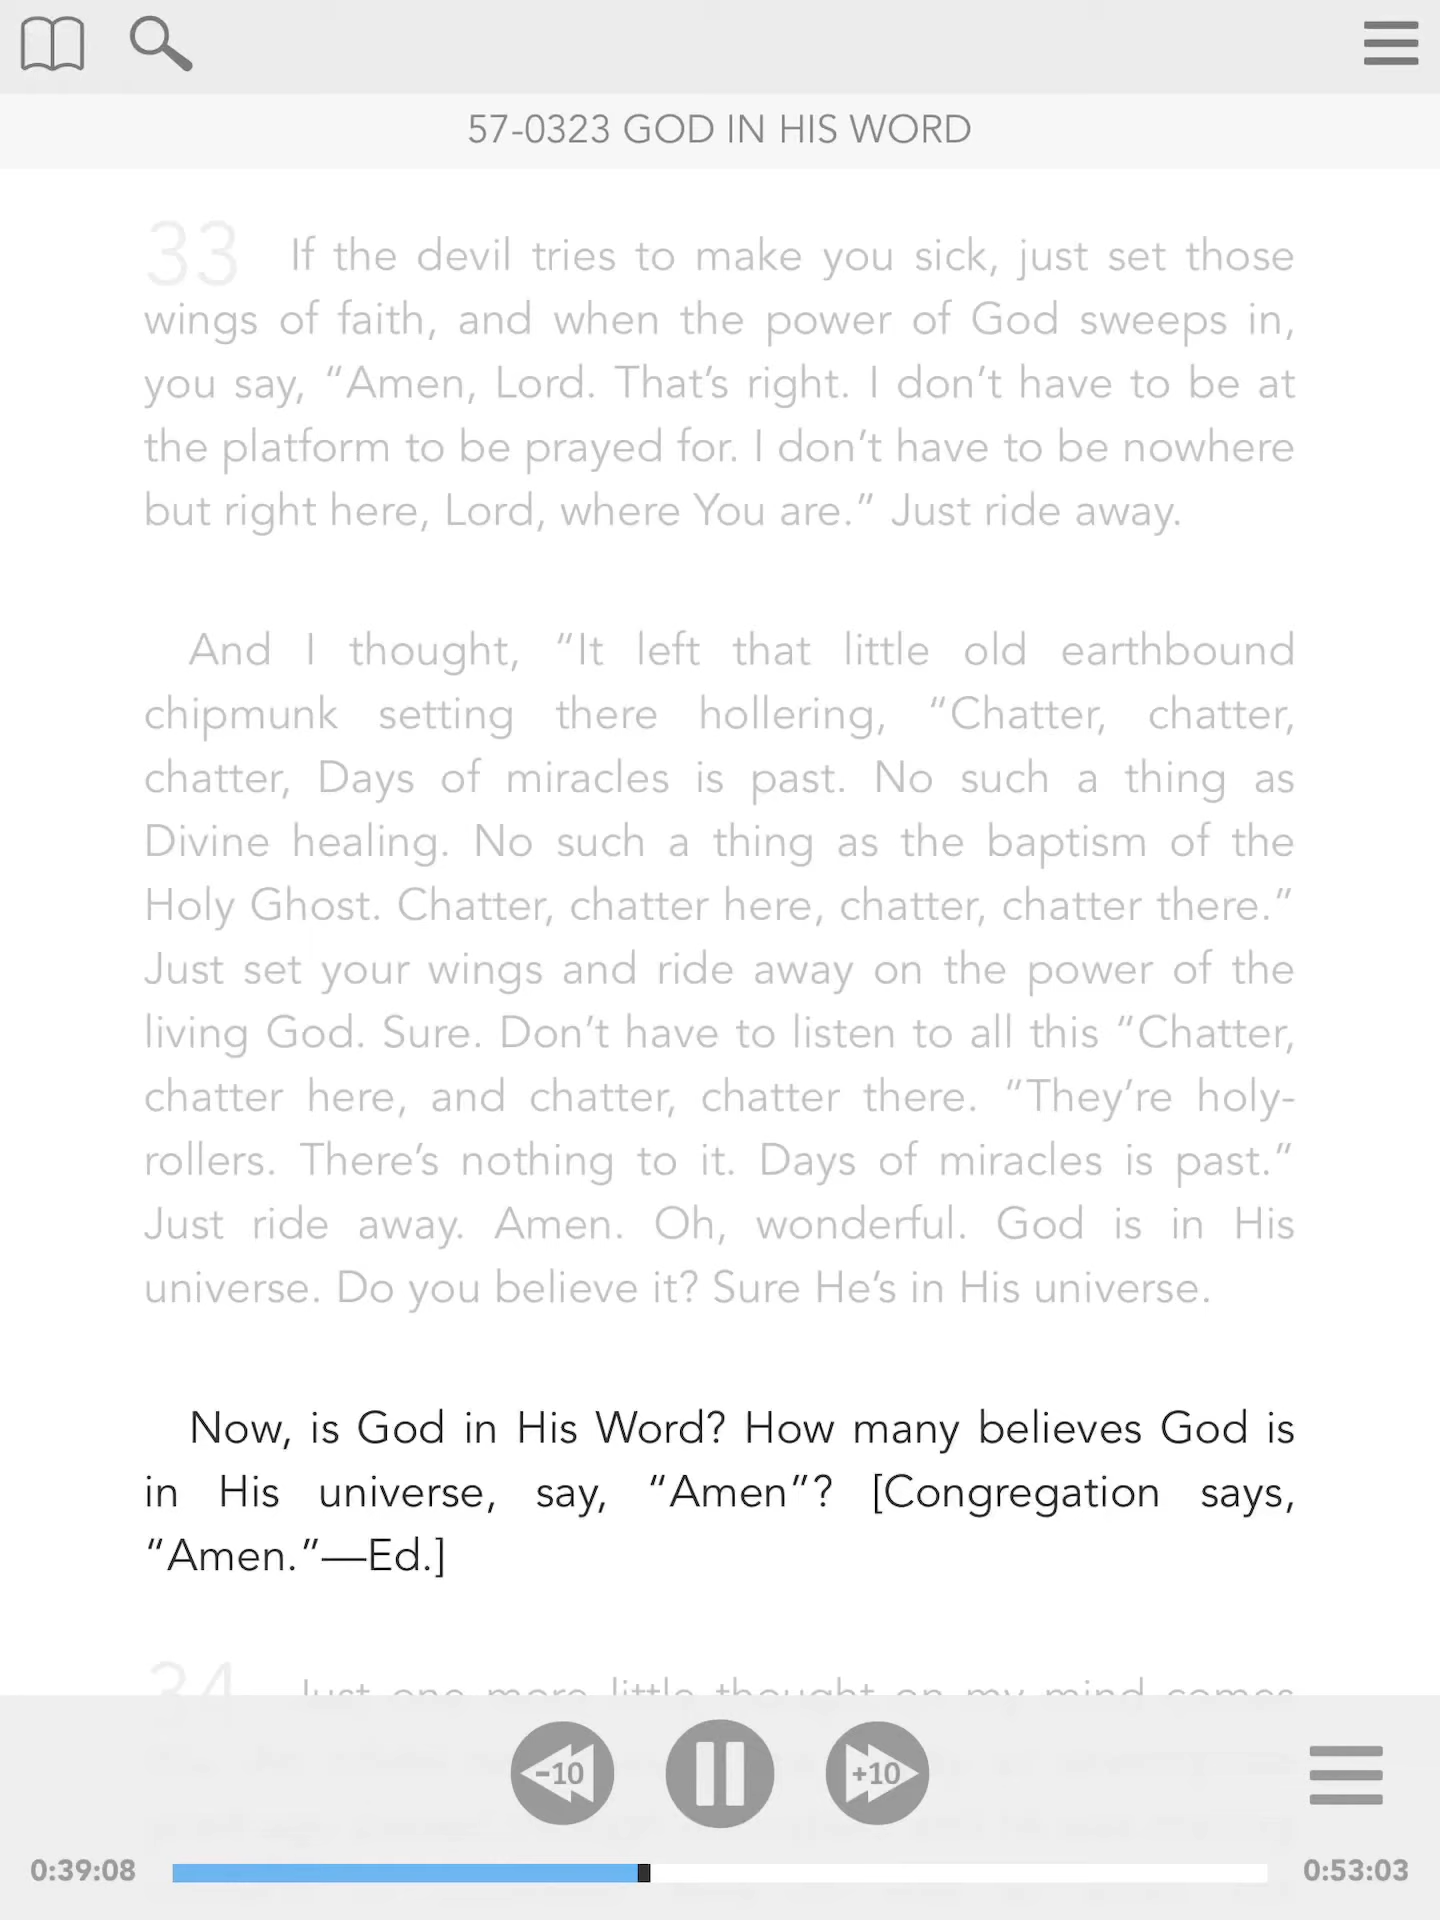 57-0323 GOD IN HIS WORD
33 If the devil tries to make you sick, just set those
wings of faith, and when the power of God sweeps in,
you say, “Amen, Lord. That’s right. I don’t have to be at
the platform to be prayed for. I don’t have to be nowhere
but right here, Lord, where You are.” Just ride away.
And I thought, “It left that little old earthbound
chipmunk setting there hollering, “Chatter, chatter,
chatter, Days of miracles is past. No such a thing as
Divine healing. No such a thing as the baptism of the
Holy Ghost. Chatter, chatter here, chatter, chatter there.”
Just set your wings and ride away on the power of the
living God. Sure. Don’t have to listen to all this “Chatter,
chatter here, and chatter, chatter there. “They’re holy-
rollers. There’s nothing to it. Days of miracles is past.”
Just ride away. Amen. Oh, wonderful. God is in His
universe. Do you believe it? Sure He’s in His universe.
Now, is God in His Word? How many believes God is
in His universe, say, “Amen”? [Congregation says,
“Amen.”—Ed.]
34 Just one more little thought on my mind comes
-10
+10
0:39:08
0:53:03